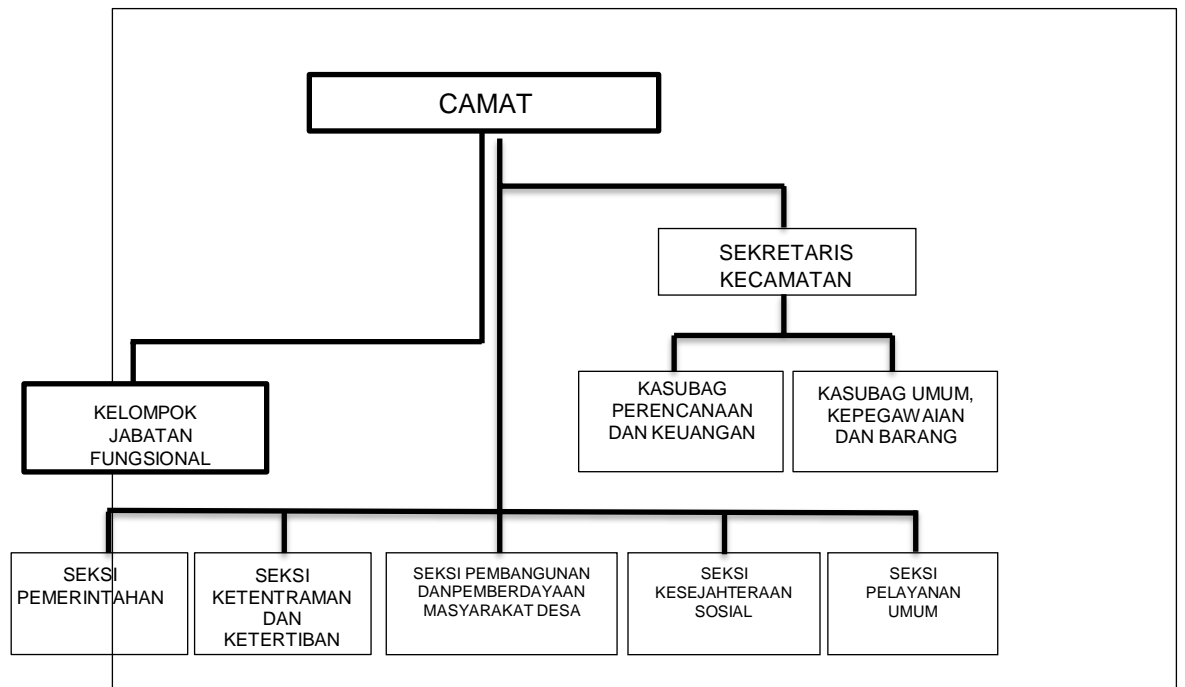 CAMAT
SEKRETARIS
KECAMATAN
KASUBAG
PERENCANAAN
DAN KEUANGAN
KASUBAG UMUM,
KEPEGAWAIAN
DAN BARANG
KELOMPOK
JABATAN
FUNGSIONAL
SEKSI
PEMERINTAHAN
SEKSI
KETENTRAMAN
DAN
KETERTIBAN
SEKSI PEMBANGUNAN
DANPEMBERDAYAAN
MASYARAKAT DESA
SEKSI
KESEJAHTERAAN
SOSIAL
SEKSI
PELAYANAN
UMUM